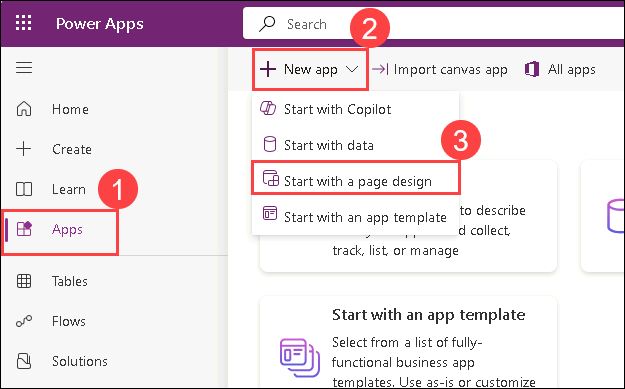 Power Apps
Search
2
New app
Import canvas app
All apps
Home
Create
Learn
1
Apps
Tables
Flows
Solutions
Start with Copilot
Start with data
3
Start with a page design
Start with an app template
to describe
d collect,
track, list, or manage
Start with an app template
Select from a list of fully-
functional business app
templates. Use as-is or customize